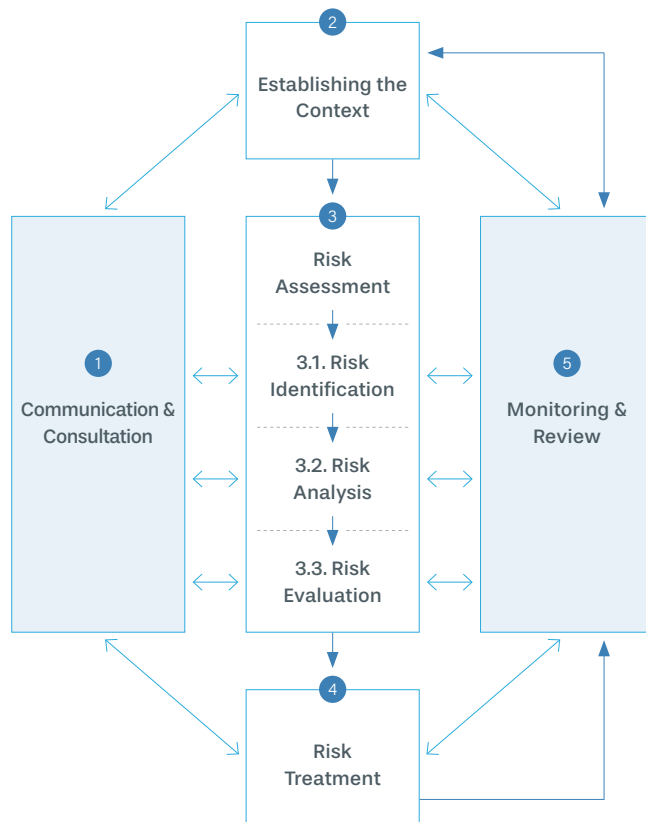 2
Establishing the
Context
3
Risk
Assessment
1
Communication &
Consultation
3.1. Risk
Identification
3.2. Risk
Analysis
3.3. Risk
Evaluation
5
Monitoring &
Review
4
Risk
Treatment